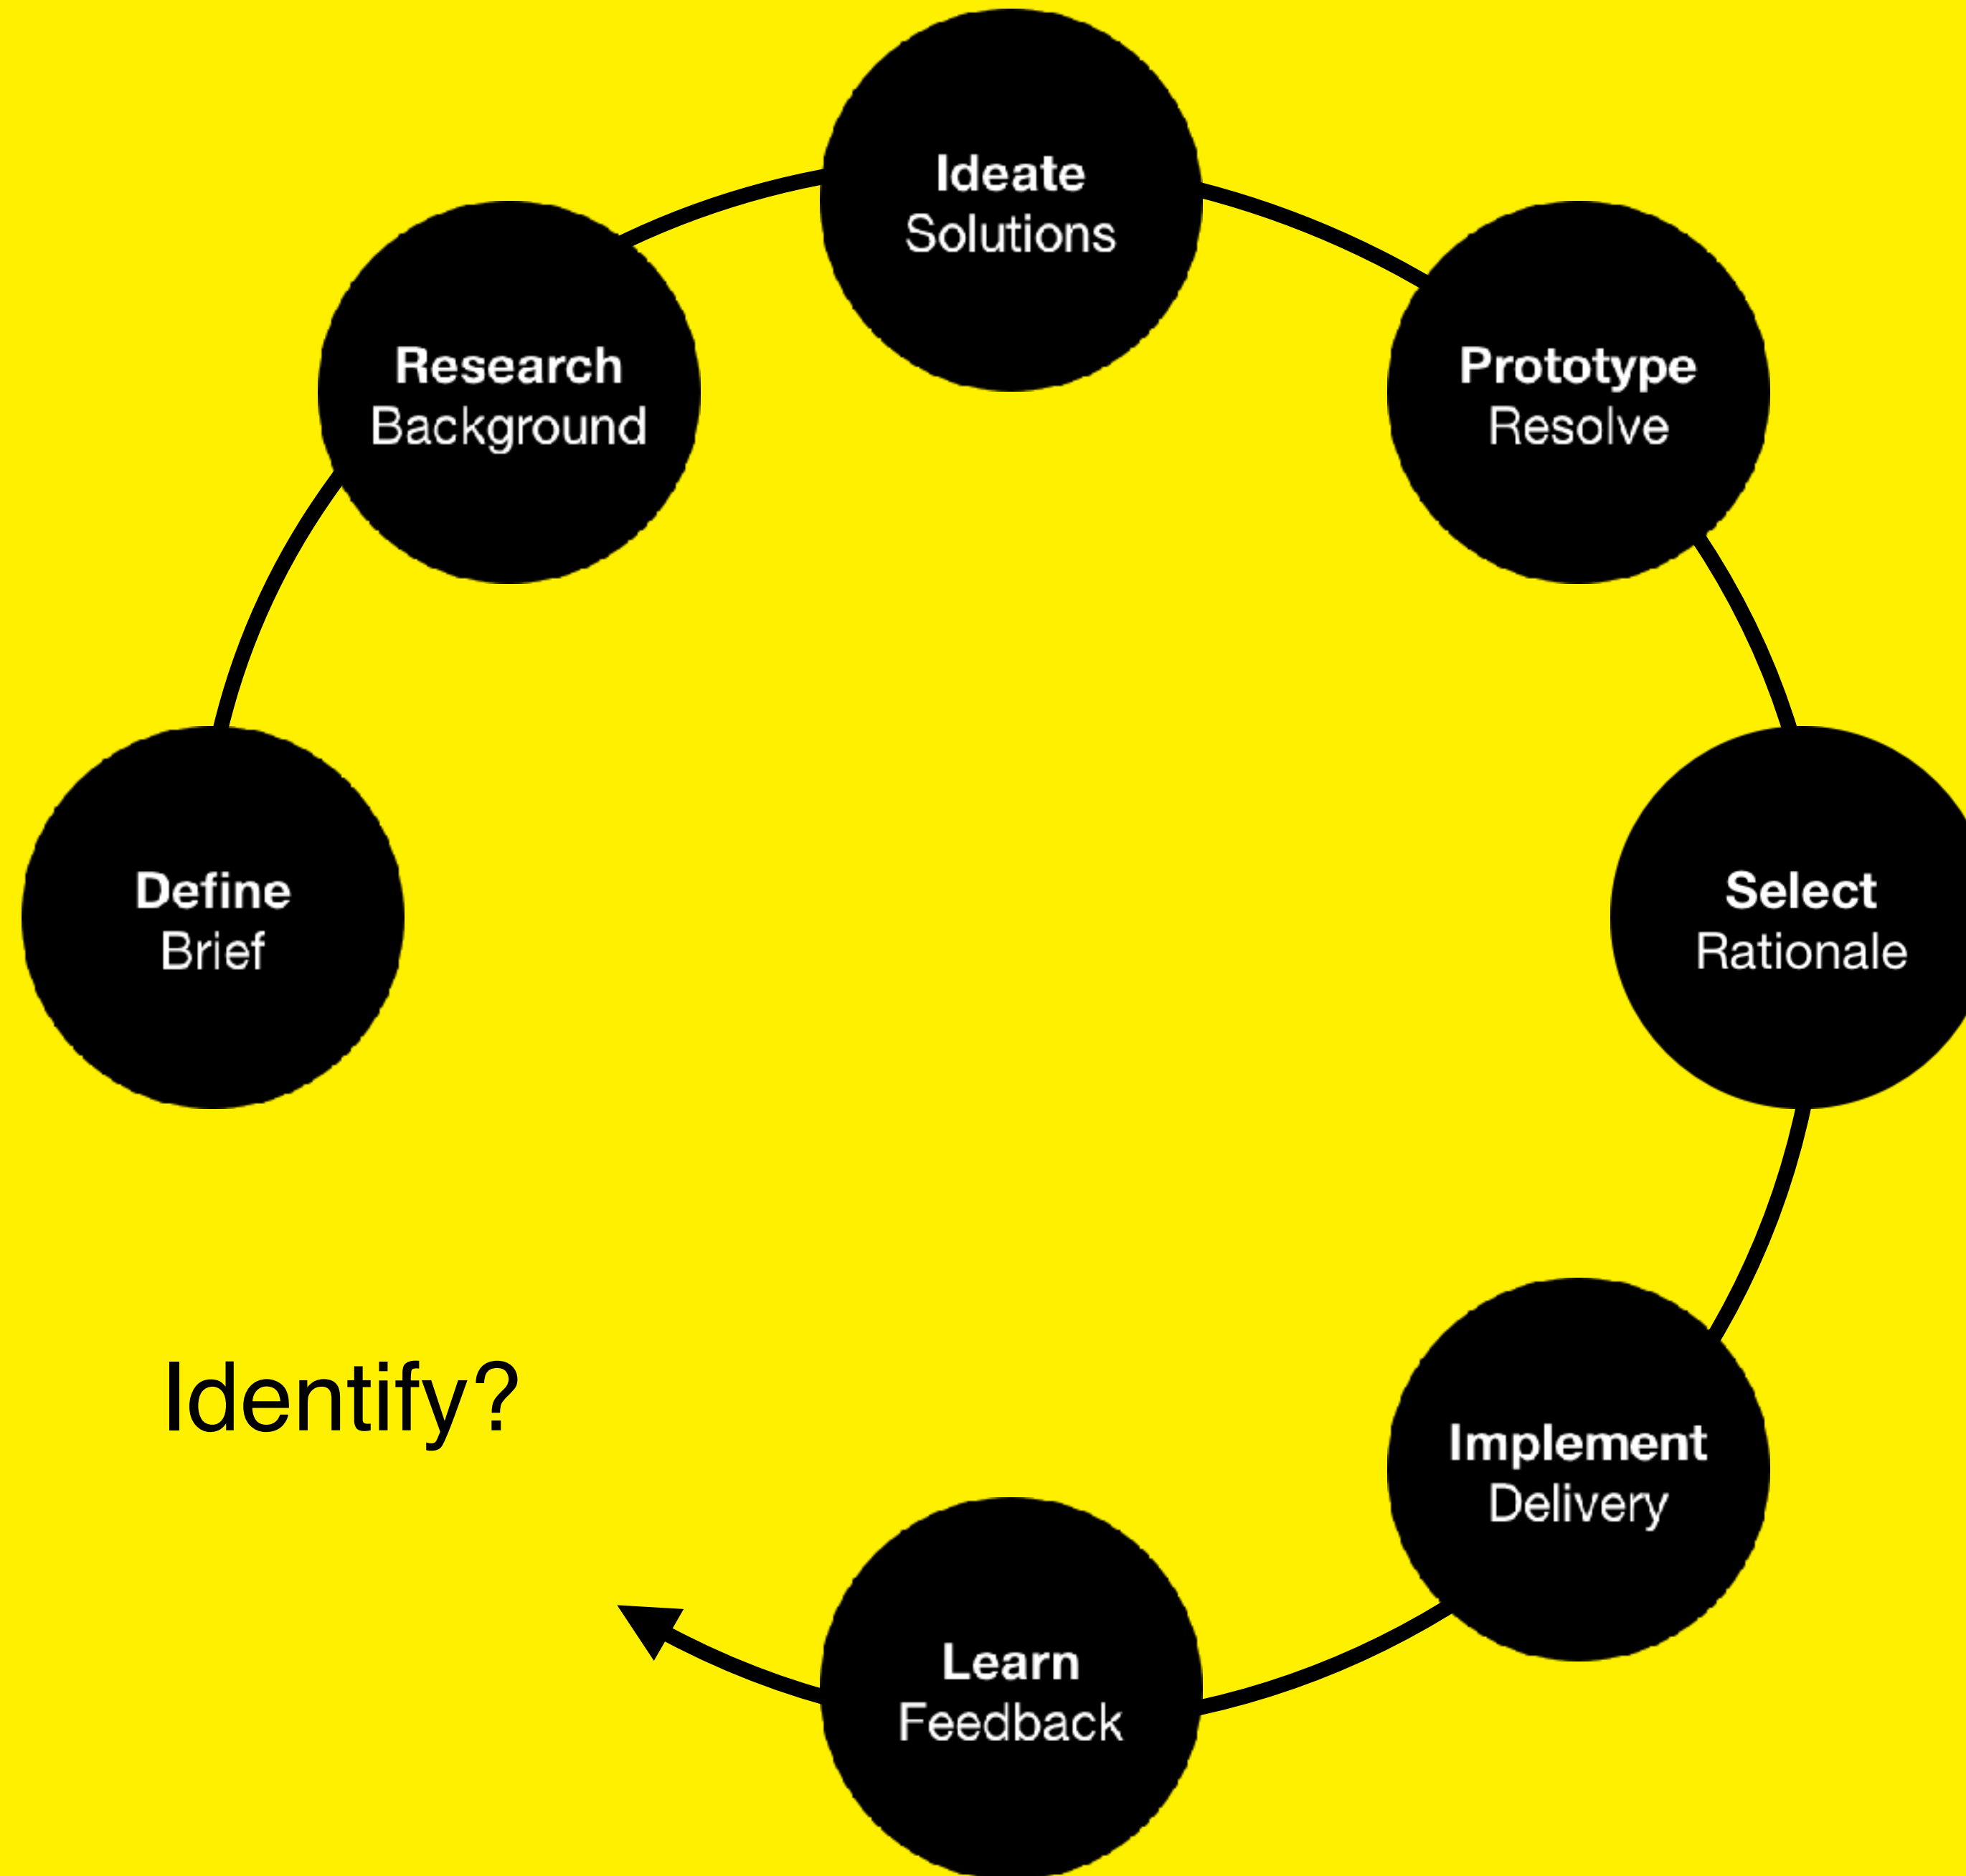 Ideate
Solutions
Research
Background
Prototype
Resolve
Define
Brief
Select
Rationale
Identify?
Implement
Delivery
Learn
Feedback